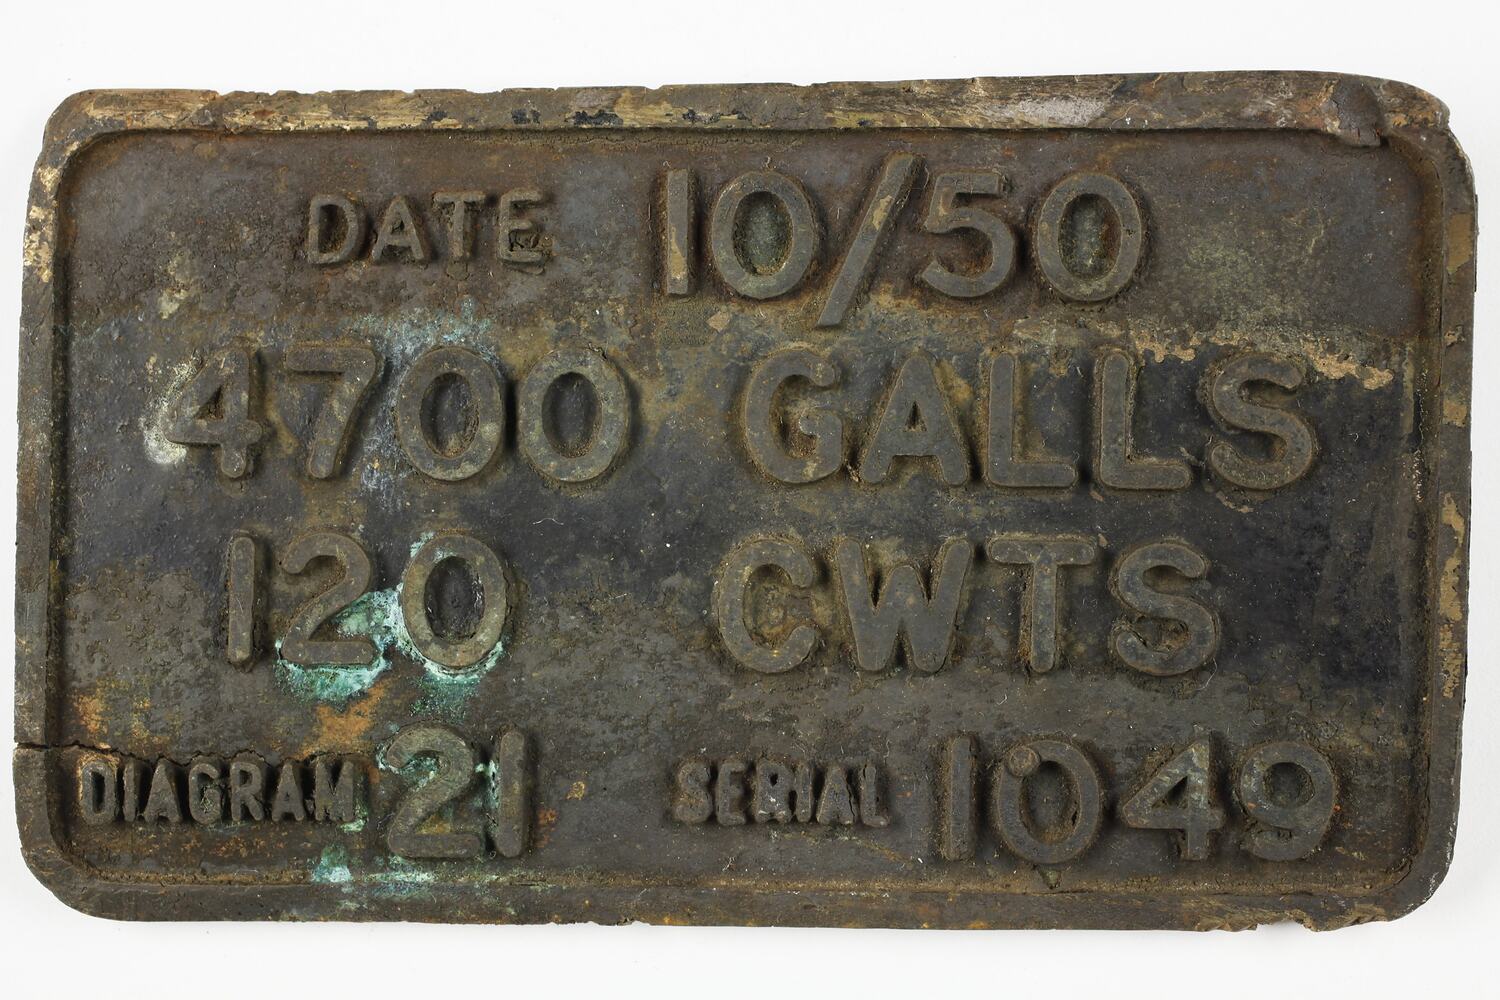 DATE 10/50
4700 GALLS
120 CWTS
DIAGRAM 21 SERIAL 1049